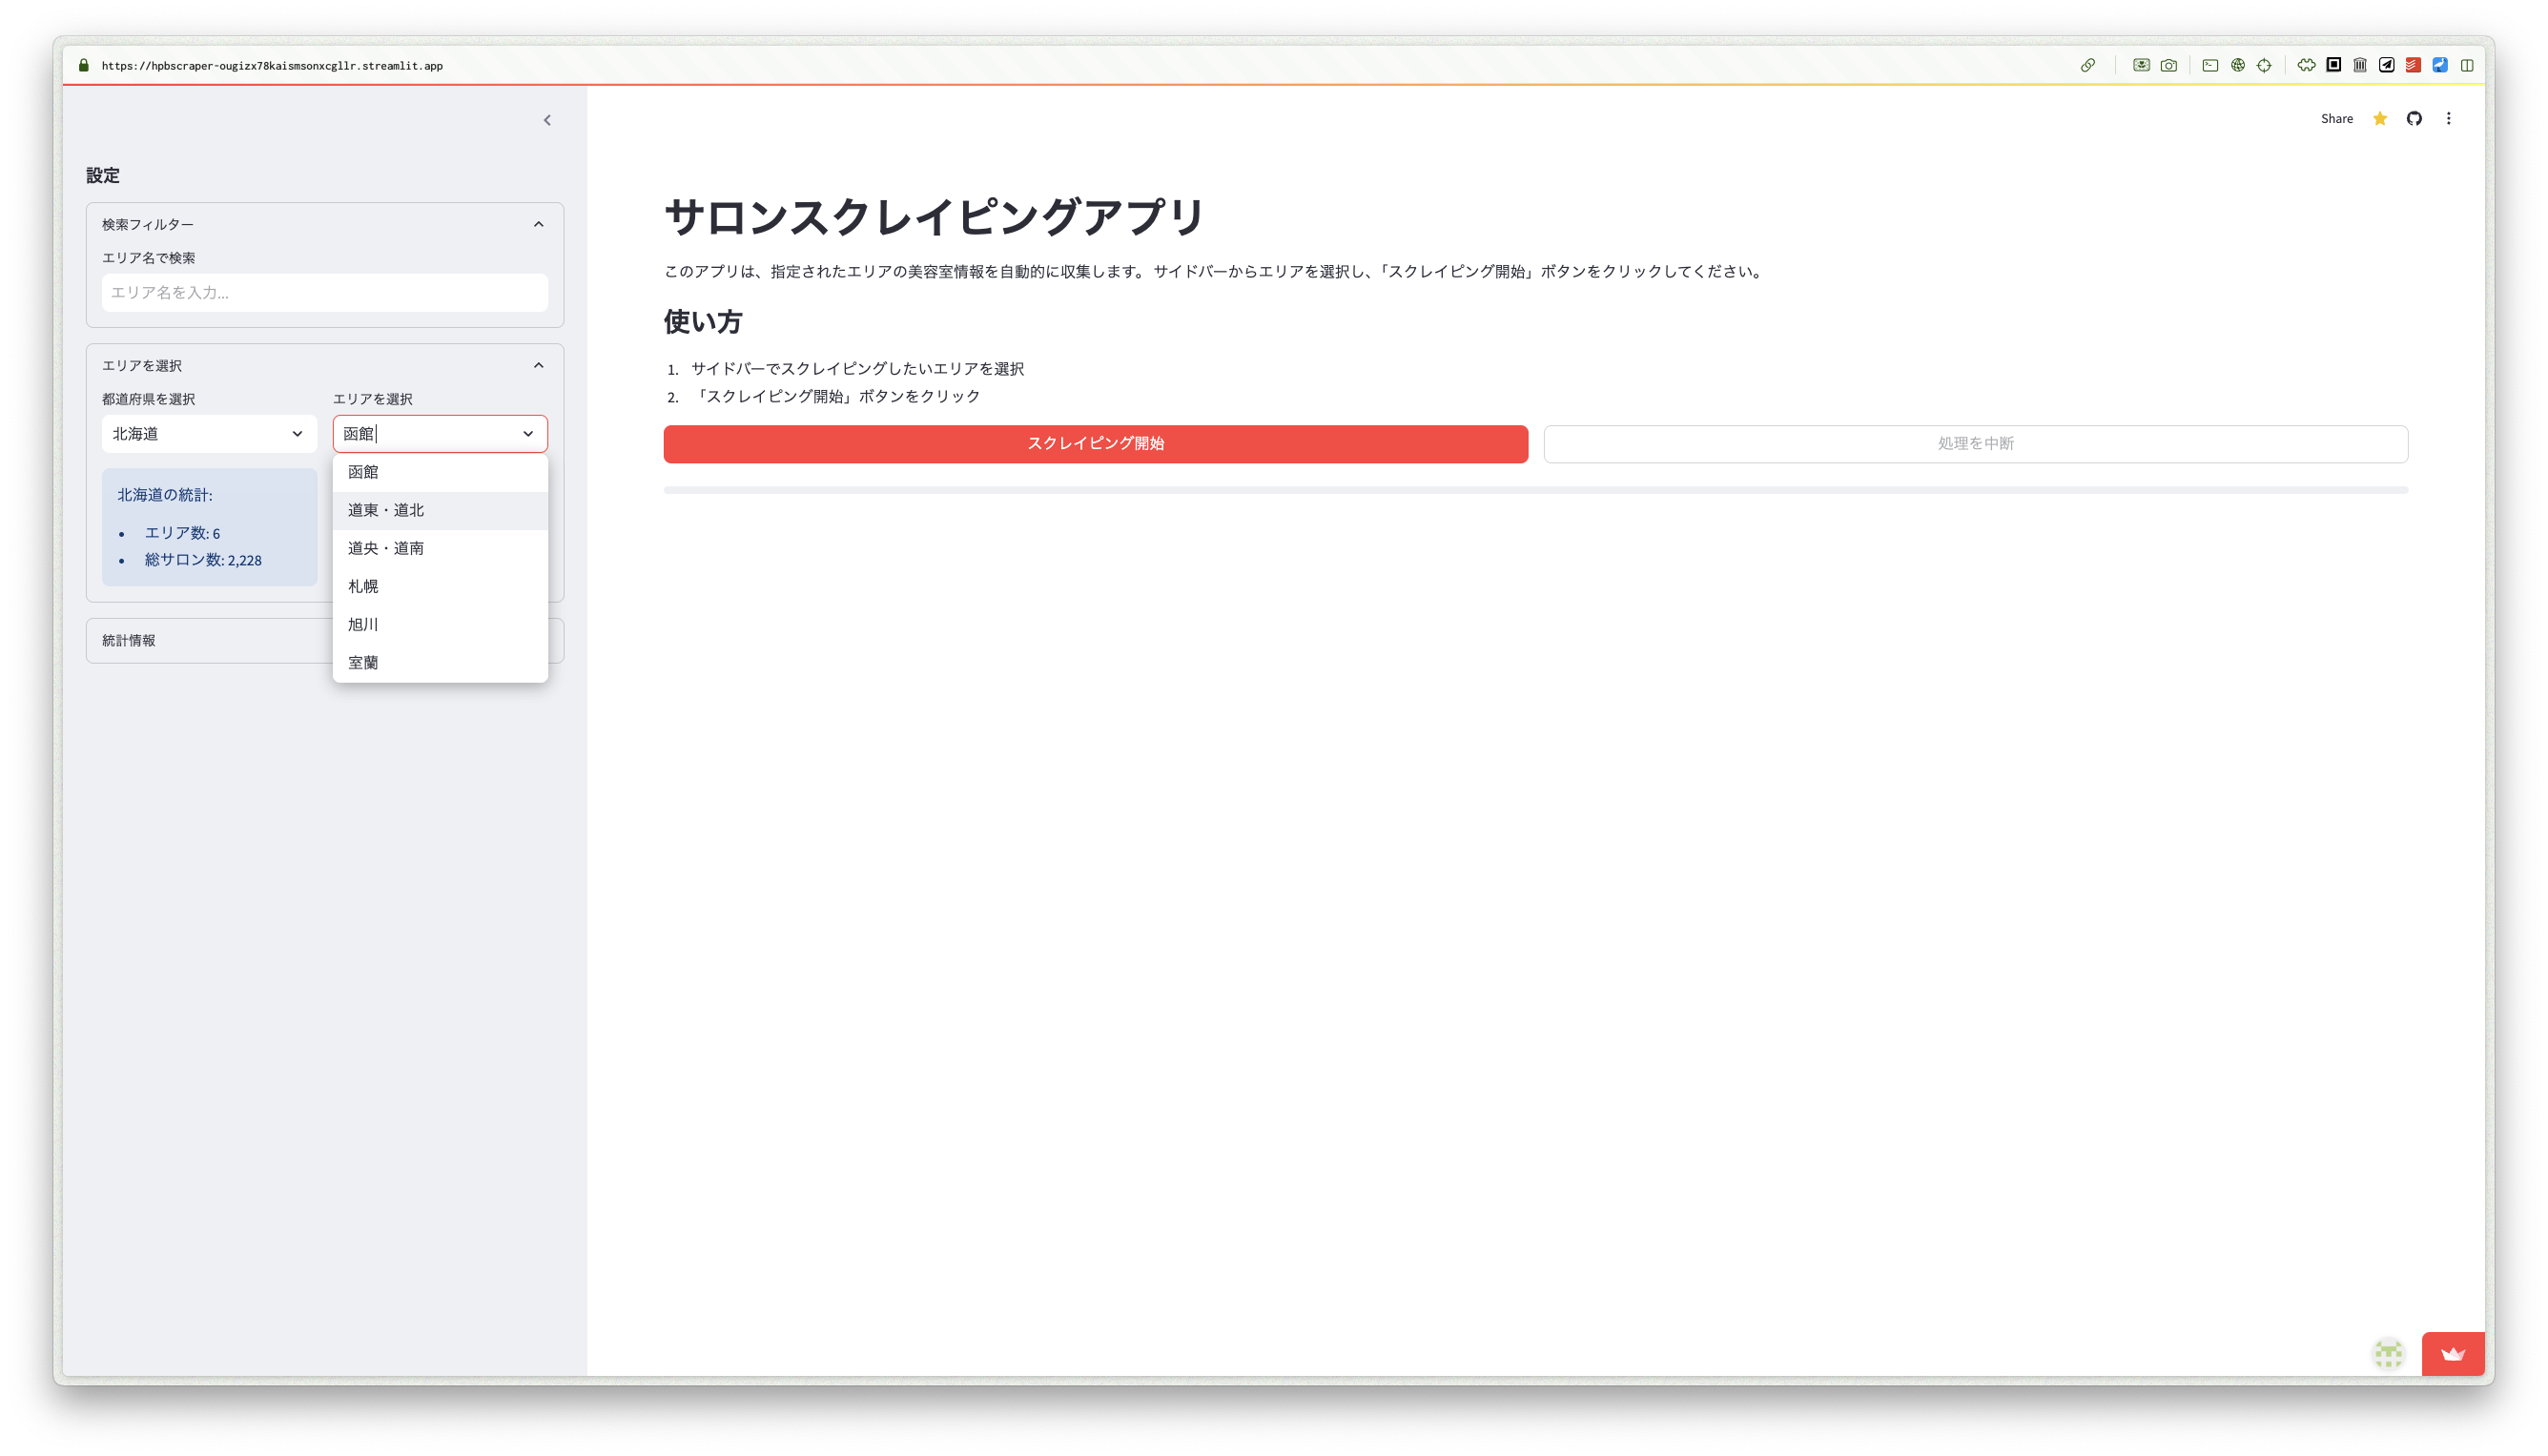 https://hpbscraper-ougizx78kaismsonxcgllr.streamlit.app
Share
設定
検索フィルター
エリア名で検索
エリア名を入力...
エリアを選択
都道府県を選択
エリアを選択
北海道
函館
函館
道東・道北
道央・道南
札幌
旭川
室蘭
北海道の統計:
• エリア数: 6
• 総サロン数: 2,228
統計情報
サロンスクレイピングアプリ
このアプリは、指定されたエリアの美容室情報を自動的に収集します。 サイドバーからエリアを選択し、「スクレイピング開始」ボタンをクリックしてください。
使い方
1. サイドバーでスクレイピングしたいエリアを選択
2. 「スクレイピング開始」ボタンをクリック
スクレイピング開始
処理を中断